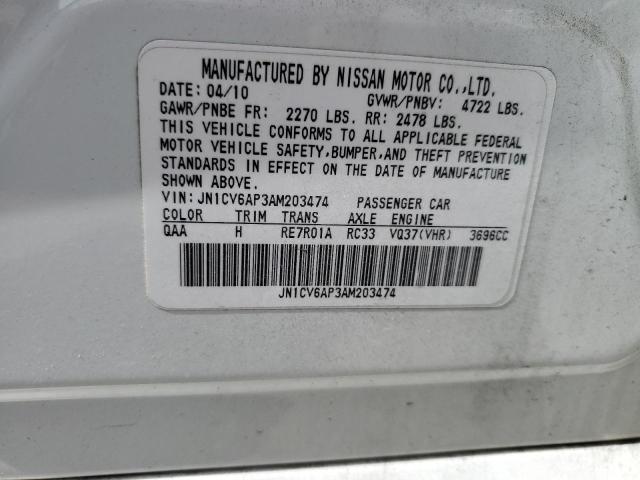 MANUFACTURED BY NISSAN MOTOR CO.,LTD.
DATE: 04/10 GVWR/PNBV: 4722 LBS.
GAWR/PNBE FR: 2270 LBS. RR: 2478 LBS.
THIS VEHICLE CONFORMS TO ALL APPLICABLE FEDERAL
MOTOR VEHICLE SAFETY,BUMPER,AND THEFT PREVENTION
STANDARDS IN EFFECT ON THE DATE OF MANUFACTURE
SHOWN ABOVE.
VIN:JN1CV6AP3AM203474 PASSENGER CAR
COLOR TRIM TRANS AXLE ENGINE
QAA H RE7R01A RC33 VQ37(VHR) 3696CC
JN1CV6AP3AM203474